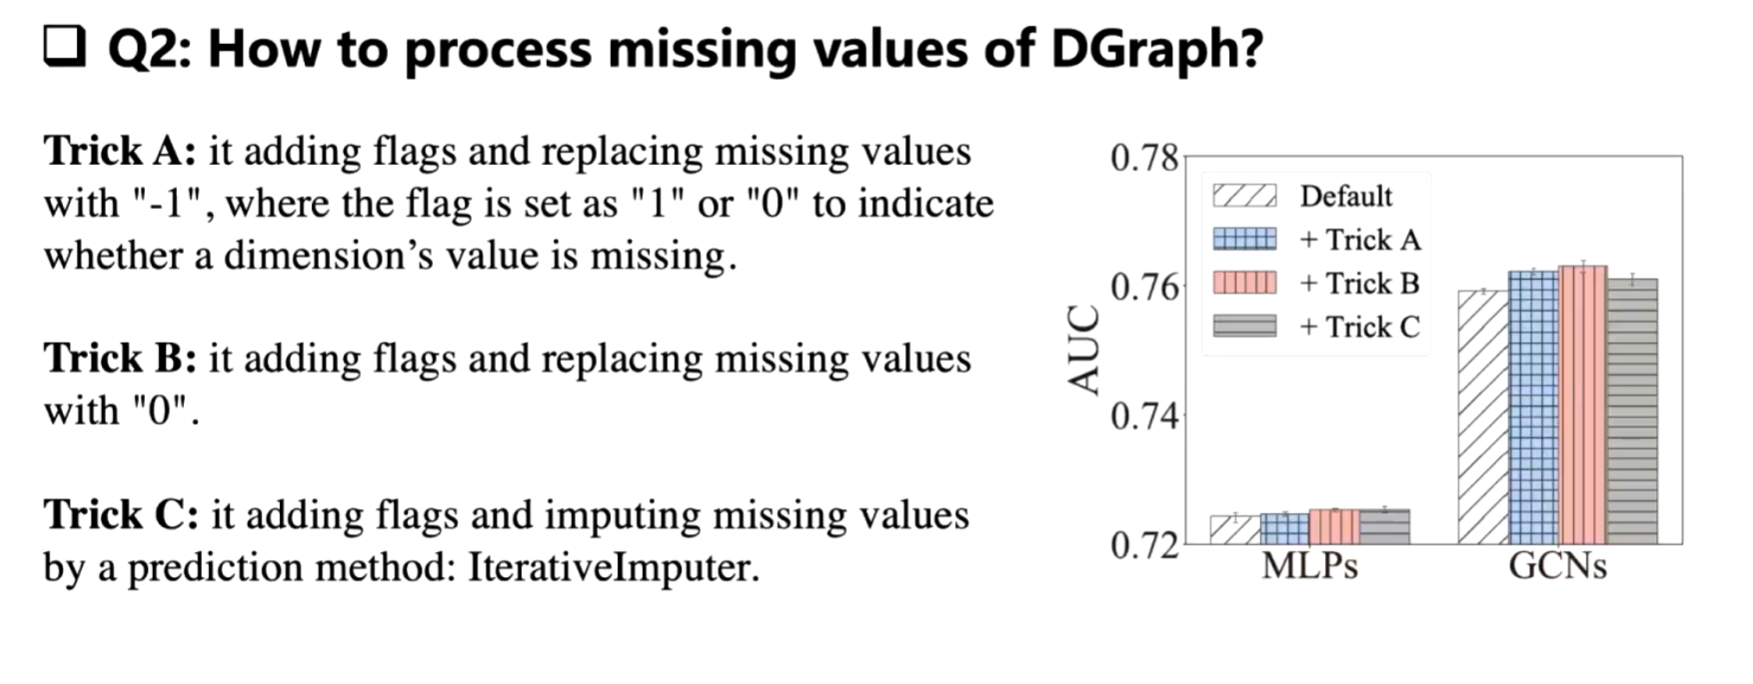 ❑ Q2: How to process missing values of DGraph?
Trick A: it adding flags and replacing missing values
with "-1", where the flag is set as "1" or "0" to indicate
whether a dimension’s value is missing.
Trick B: it adding flags and replacing missing values
with "0".
Trick C: it adding flags and imputing missing values
by a prediction method: IterativeImputer.
0.78
0.76
0.74
0.72
AUC
Default
+ Trick A
+ Trick B
+ Trick C
MLPs
GCNs